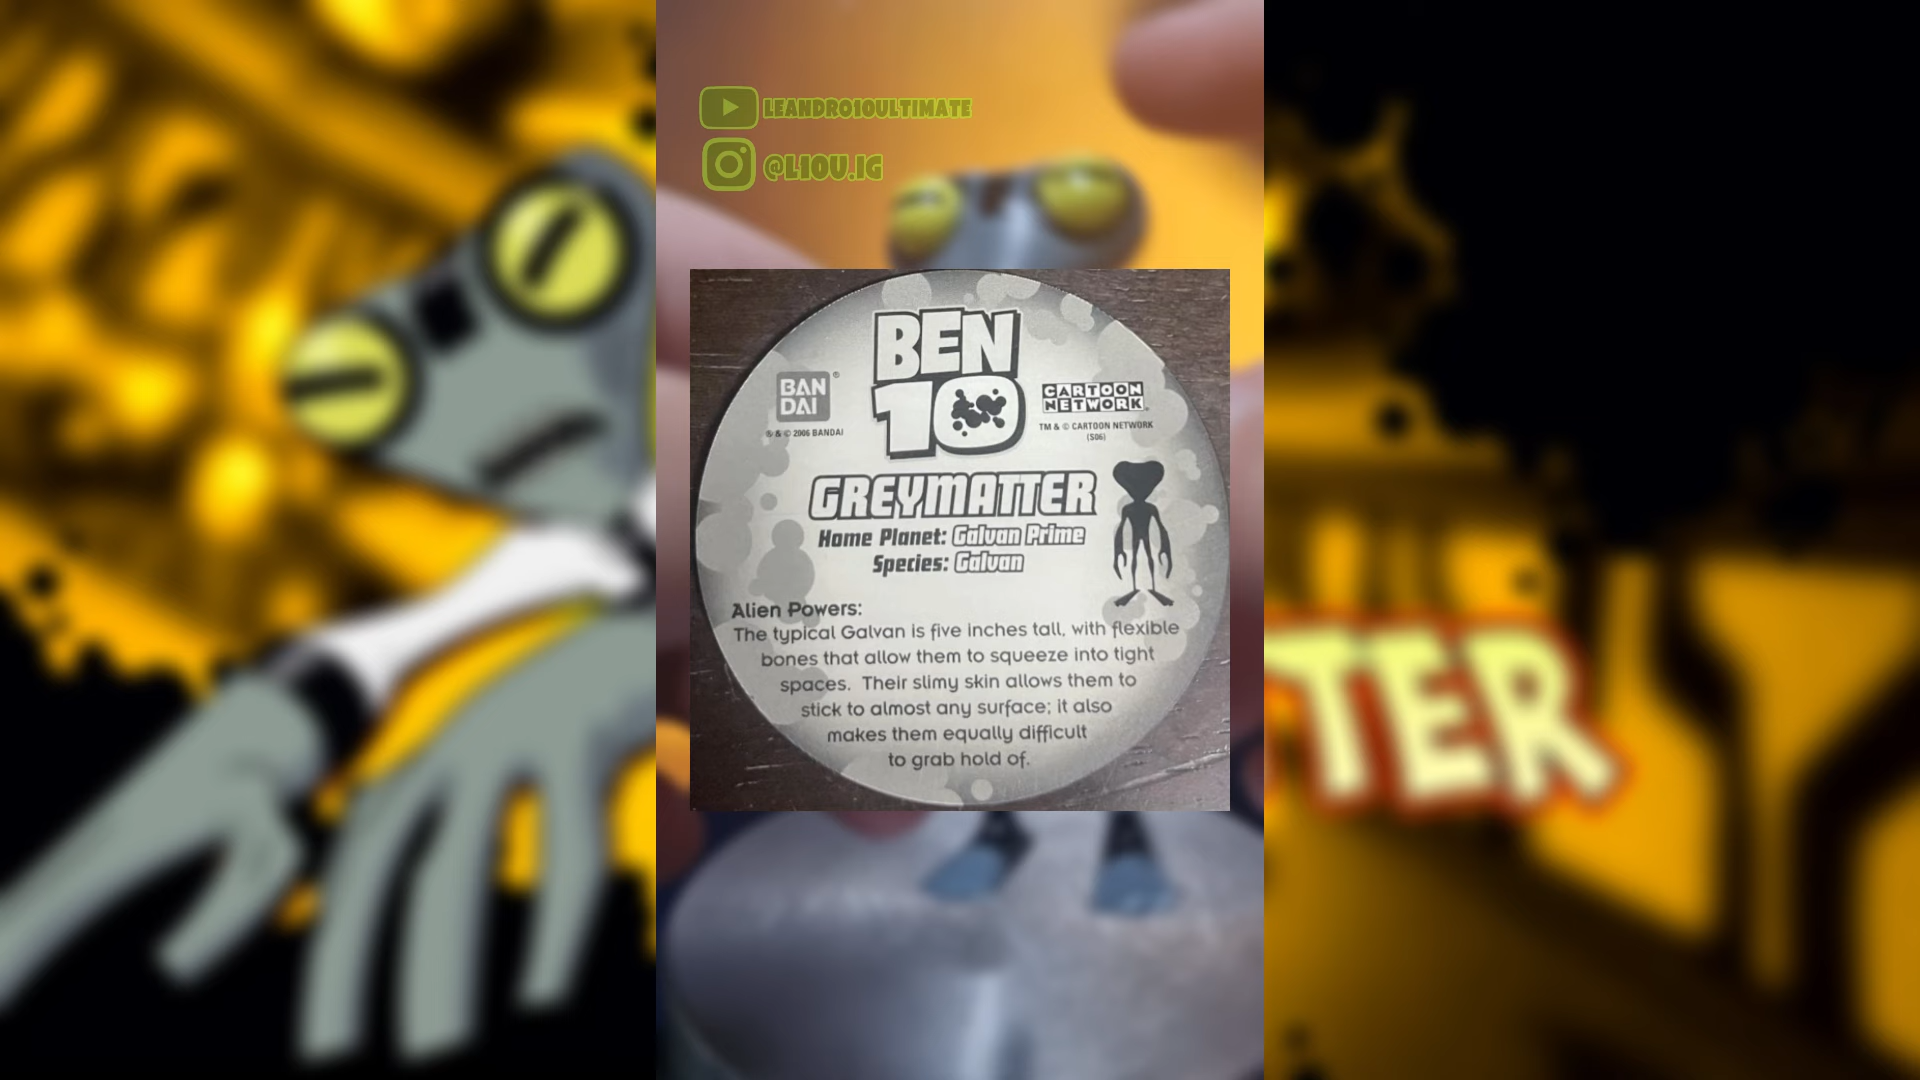 LEANDRO10ULTIMATE
@L10U.IG
BEN
10
BAN
DAI
®
® & © 2006 BANDAI
CARTOON
NETWORK
TM
TM & © CARTOON NETWORK
(S06)
GREYMATTER
Home Planet: Galvan Prime
Species: Galvan
Alien Powers:
The typical Galvan is five inches tall, with flexible
bones that allow them to squeeze into tight
spaces. Their slimy skin allows them to
stick to almost any surface; it also
makes them equally difficult
to grab hold of.
TER